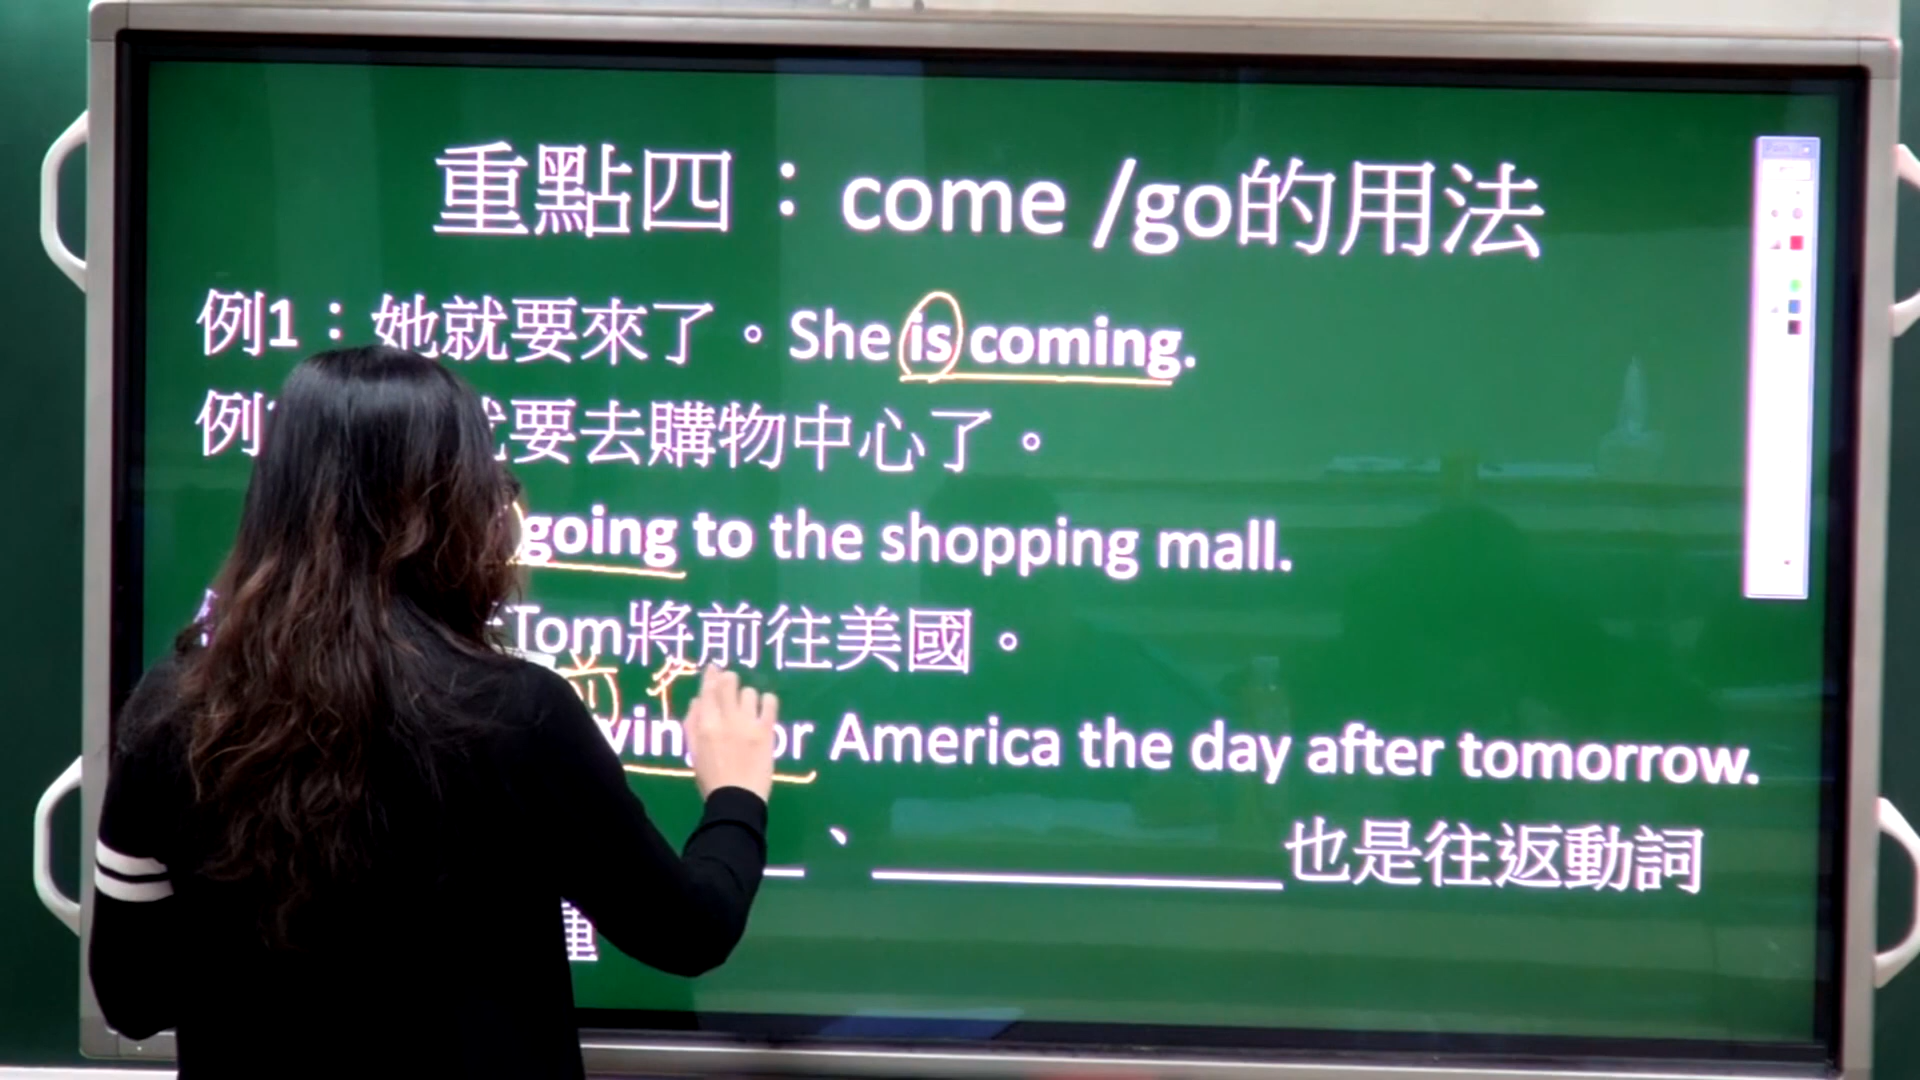 重點四：come /go的用法
例1：她就要來了。She is coming.
例 就要去購物中心了。
going to the shopping mall.
Tom將前往美國。
前
America the day after tomorrow.
、 也是往返動詞